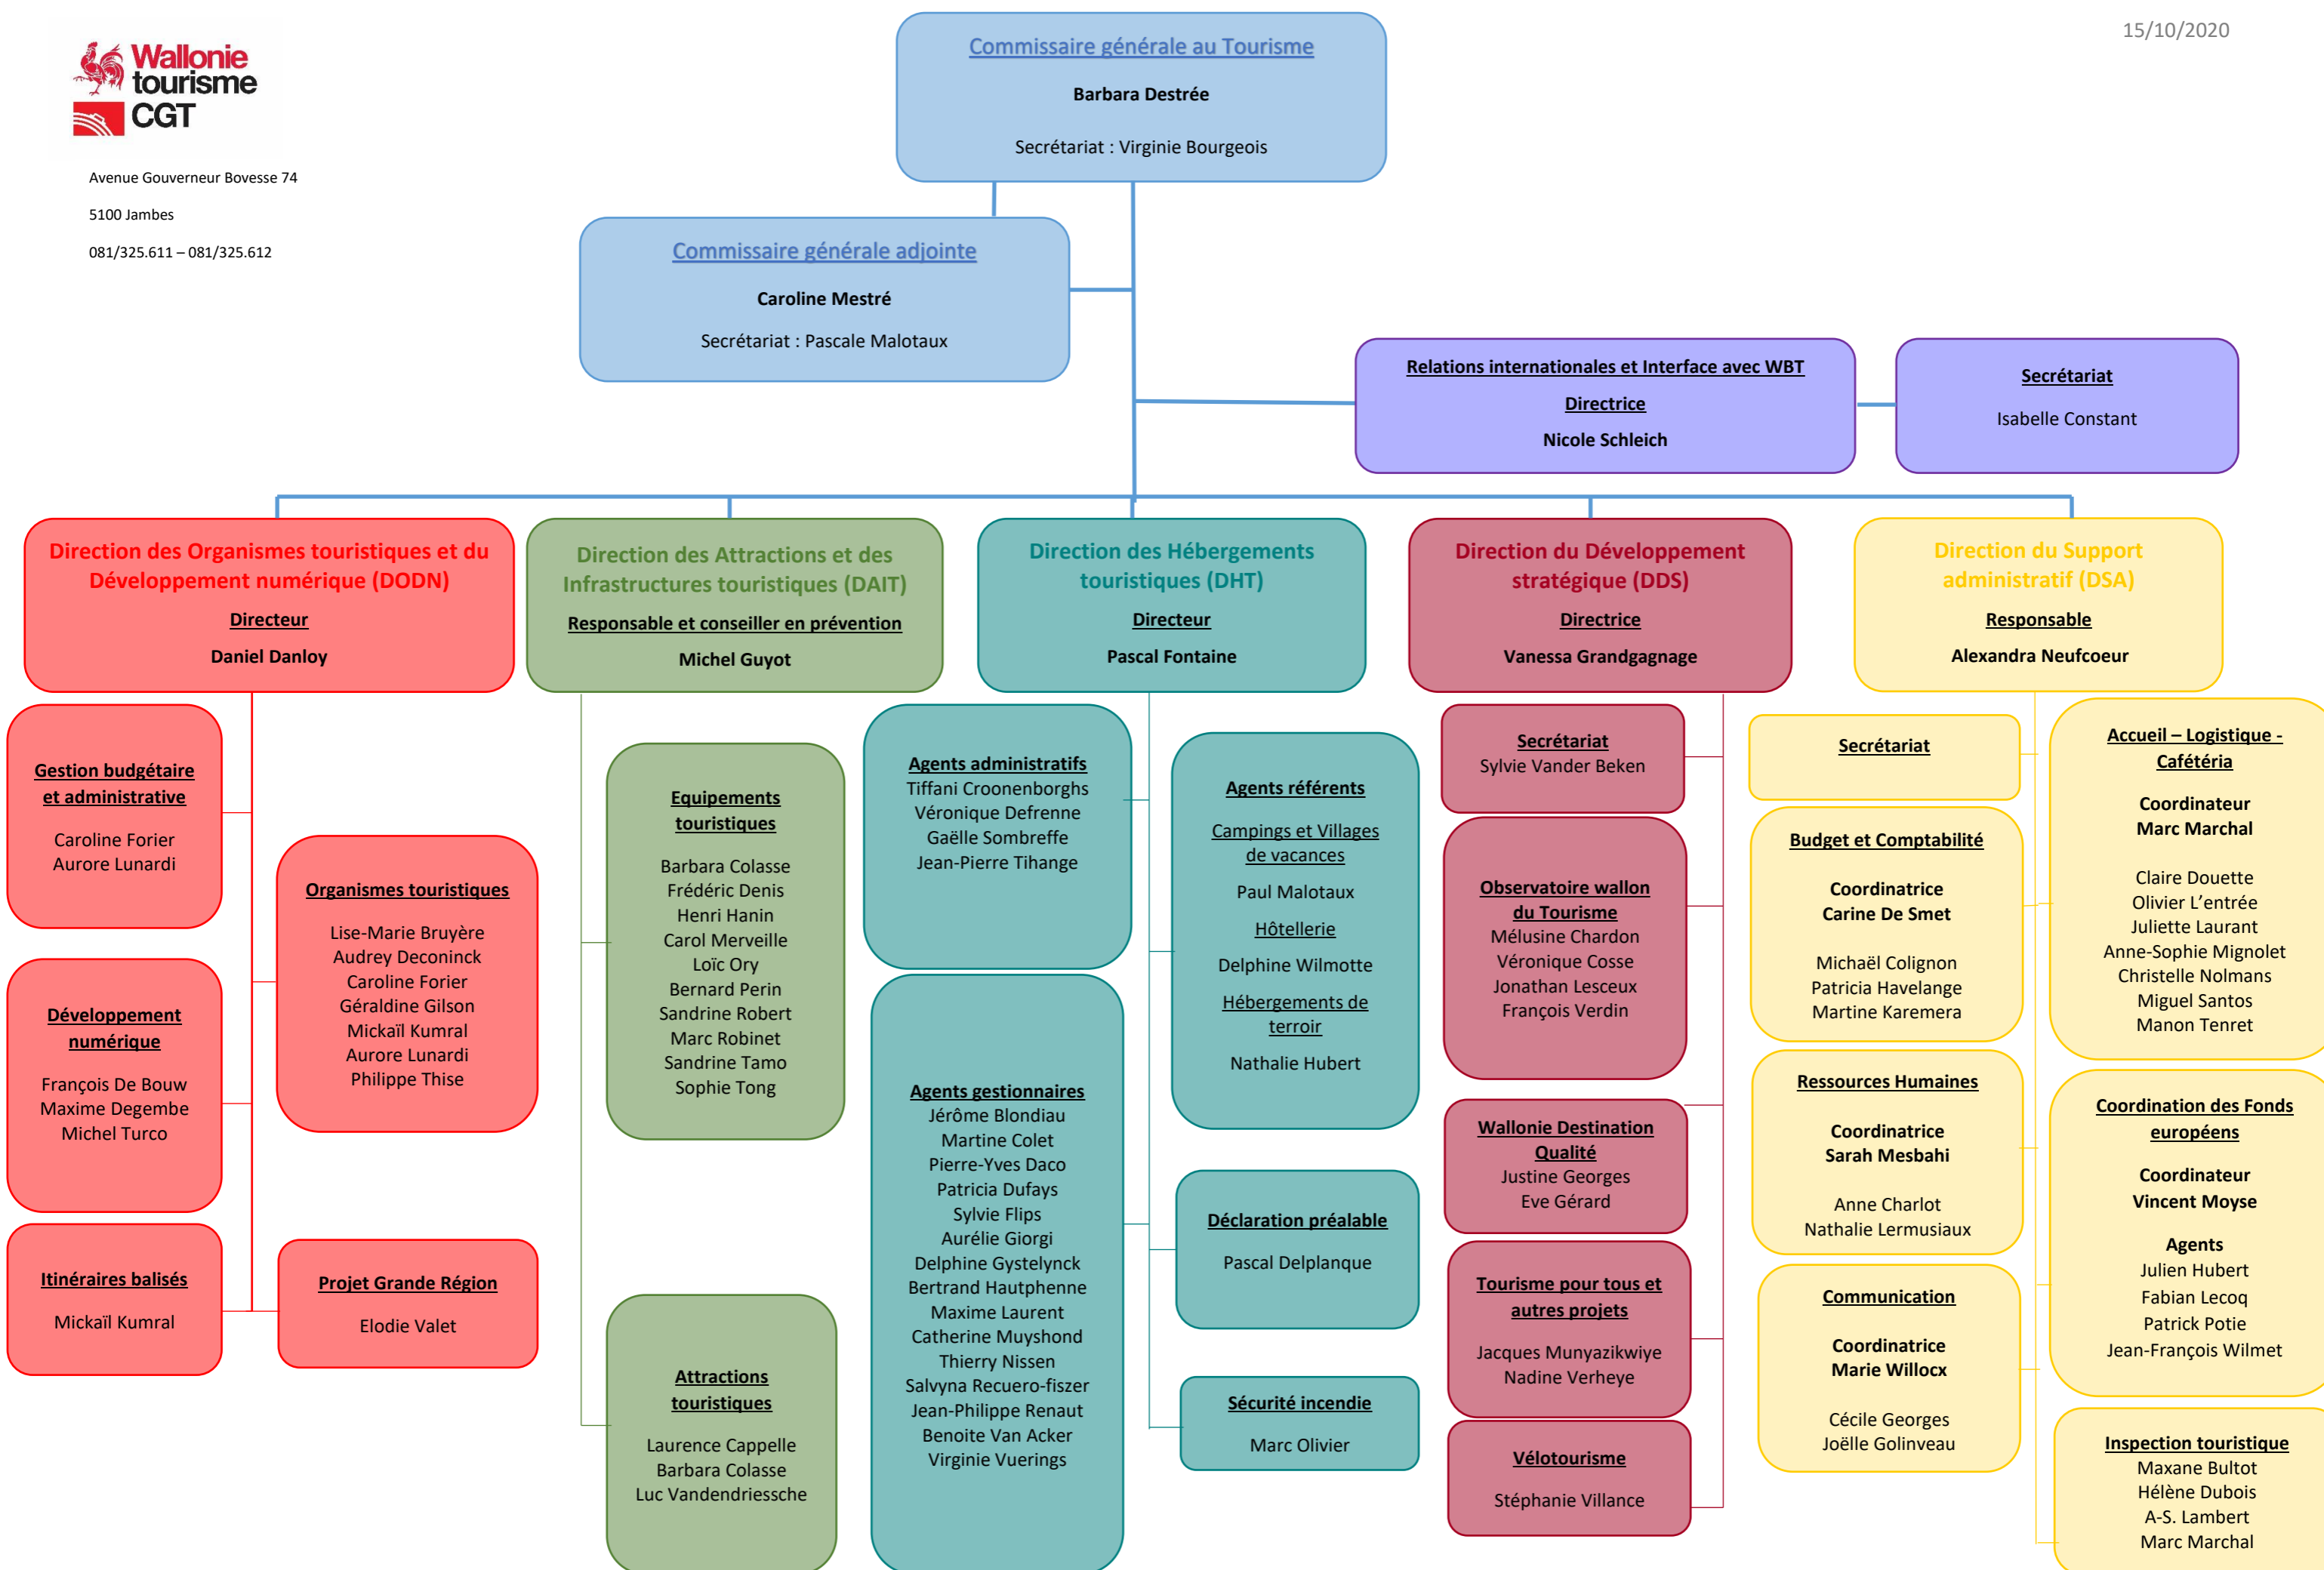 15/10/2020
Wallonie
tourisme
CGT
Avenue Gouverneur Bovesse 74
5100 Jambes
081/325.611 – 081/325.612
Commissaire générale au Tourisme
Barbara Destrée
Secrétariat : Virginie Bourgeois
Commissaire générale adjointe
Caroline Mestré
Secrétariat : Pascale Malotaux
Relations internationales et Interface avec WBT
Directrice
Nicole Schleich
Secrétariat
Isabelle Constant
Direction des Organismes touristiques et du
Développement numérique (DODN)
Directeur
Daniel Danloy
Direction des Attractions et des
Infrastructures touristiques (DAIT)
Responsable et conseiller en prévention
Michel Guyot
Direction des Hébergements
touristiques (DHT)
Directeur
Pascal Fontaine
Direction du Développement
stratégique (DDS)
Directrice
Vanessa Grandgagnage
Direction du Support
administratif (DSA)
Responsable
Alexandra Neufcoeur
Gestion budgétaire
et administrative
Caroline Forier
Aurore Lunardi
Développement
numérique
François De Bouw
Maxime Degembe
Michel Turco
Itinéraires balisés
Mickaïl Kumral
Organismes touristiques
Lise-Marie Bruyère
Audrey Deconinck
Caroline Forier
Géraldine Gilson
Mickaïl Kumral
Aurore Lunardi
Philippe Thise
Projet Grande Région
Elodie Valet
Equipements
touristiques
Barbara Colasse
Frédéric Denis
Henri Hanin
Carol Merveille
Loïc Ory
Bernard Perin
Sandrine Robert
Marc Robinet
Sandrine Tamo
Sophie Tong
Attractions
touristiques
Laurence Cappelle
Barbara Colasse
Luc Vandendriessche
Agents administratifs
Tiffani Croonenborghs
Véronique Defrenne
Gaëlle Sombreffe
Jean-Pierre Tihange
Agents gestionnaires
Jérôme Blondiau
Martine Colet
Pierre-Yves Daco
Patricia Dufays
Sylvie Flips
Aurélie Giorgi
Delphine Gystelynck
Bertrand Hautphenne
Maxime Laurent
Catherine Muyshond
Thierry Nissen
Salvyna Recuero-fiszer
Jean-Philippe Renaut
Benoite Van Acker
Virginie Vuerings
Agents référents
Campings et Villages
de vacances
Paul Malotaux
Hôtellerie
Delphine Wilmotte
Hébergements de
terroir
Nathalie Hubert
Déclaration préalable
Pascal Delplanque
Sécurité incendie
Marc Olivier
Secrétariat
Sylvie Vander Beken
Observatoire wallon
du Tourisme
Mélusine Chardon
Véronique Cosse
Jonathan Lesceux
François Verdin
Wallonie Destination
Qualité
Justine Georges
Eve Gérard
Tourisme pour tous et
autres projets
Jacques Munyazikwiye
Nadine Verheye
Vélotourisme
Stéphanie Villance
Secrétariat
Budget et Comptabilité
Coordinatrice
Carine De Smet
Michaël Colignon
Patricia Havelange
Martine Karemera
Ressources Humaines
Coordinatrice
Sarah Mesbahi
Anne Charlot
Nathalie Lermusiaux
Communication
Coordinatrice
Marie Willocx
Cécile Georges
Joëlle Golinveau
Accueil – Logistique -
Cafétéria
Coordinateur
Marc Marchal
Claire Douette
Olivier L’entrée
Juliette Laurant
Anne-Sophie Mignolet
Christelle Nolmans
Miguel Santos
Manon Tenret
Coordination des Fonds
européens
Coordinateur
Vincent Moyse
Agents
Julien Hubert
Fabian Lecoq
Patrick Potie
Jean-François Wilmet
Inspection touristique
Maxane Bultot
Hélène Dubois
A-S. Lambert
Marc Marchal